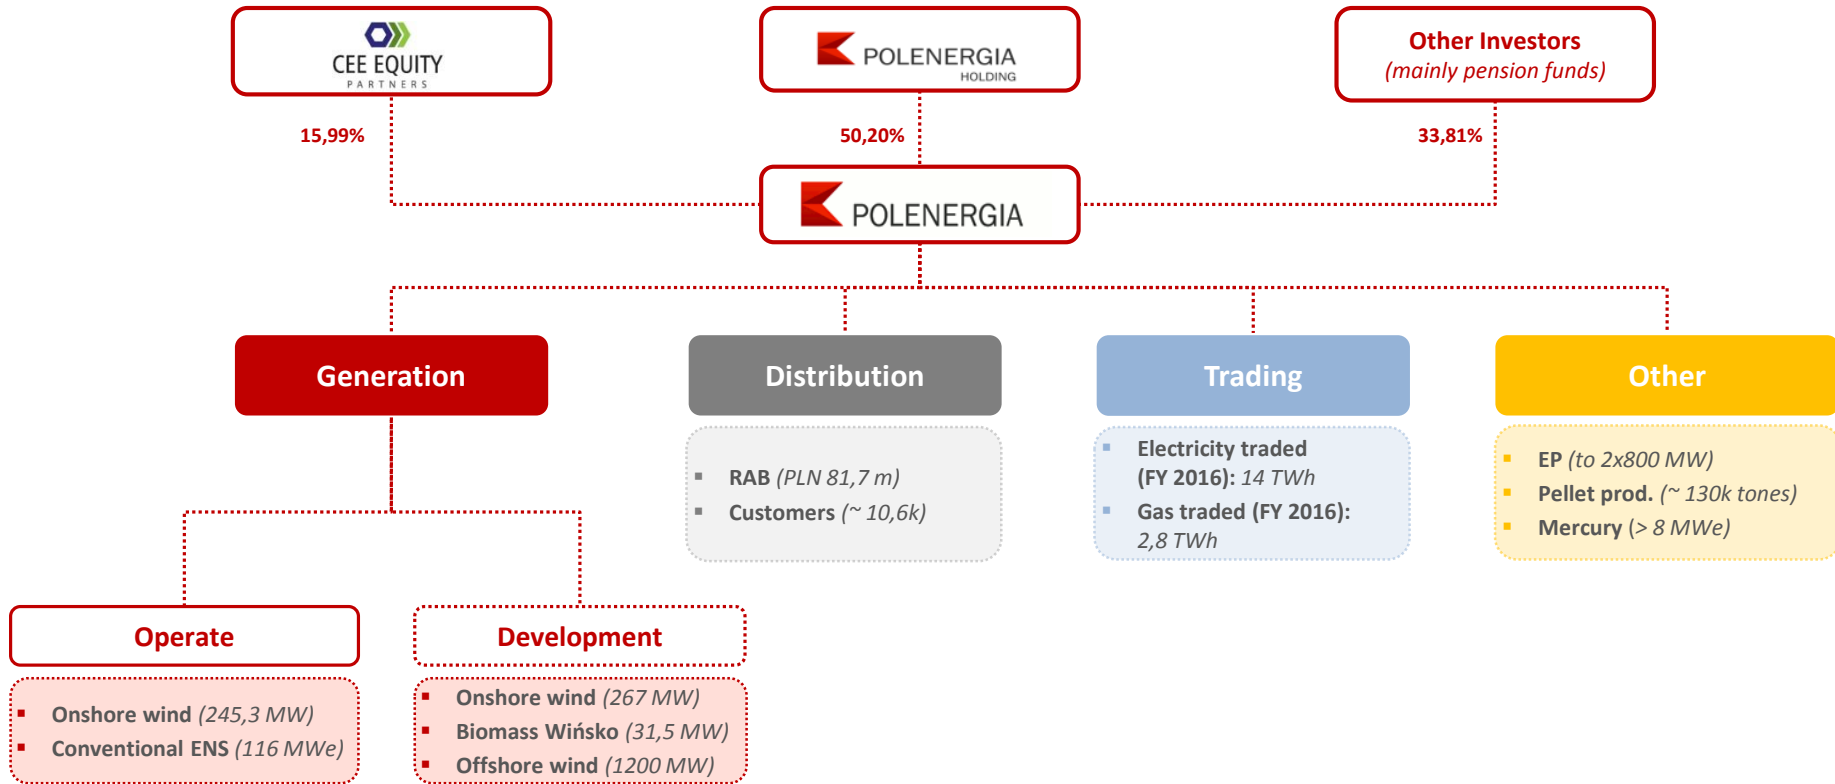 CEE EQUITY
PARTNERS
POLENERGIA
HOLDING
Other Investors
(mainly pension funds)
15,99%
50,20%
33,81%
POLENERGIA
Generation
Distribution
Trading
Other
▪ RAB (PLN 81,7 m)
▪ Customers (~ 10,6k)
▪ Electricity traded
(FY 2016): 14 TWh
▪ Gas traded (FY 2016):
2,8 TWh
▪ EP (to 2x800 MW)
▪ Pellet prod. (~ 130k tones)
▪ Mercury (> 8 MWe)
Operate
Development
▪ Onshore wind (245,3 MW)
▪ Conventional ENS (116 MWe)
▪ Onshore wind (267 MW)
▪ Biomass Wińsko (31,5 MW)
▪ Offshore wind (1200 MW)